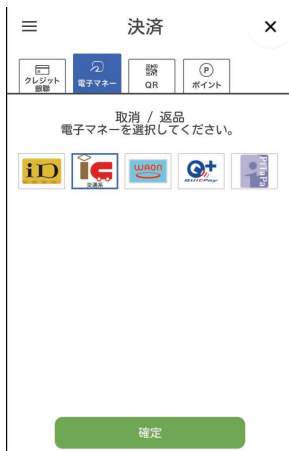 決済
クレジット
銀聯
電子マネー
QR
P
ポイント
取消 / 返品
電子マネーを選択してください。
iD
IC
交通系
WAON
Q+
QUICPay
PiTaPa
確定